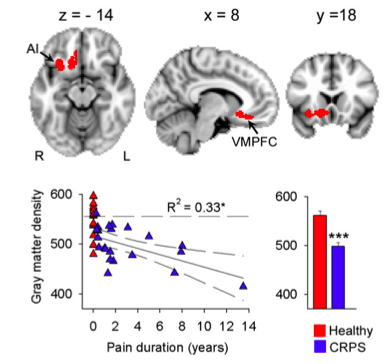 z = - 14
x = 8
y =18
AI
VMPFC
R
L
Gray matter density
600
500
400
R² = 0.33*
0 2 4 6 8 10 12 14
Pain duration (years)
600
500
400
***
Healthy
CRPS